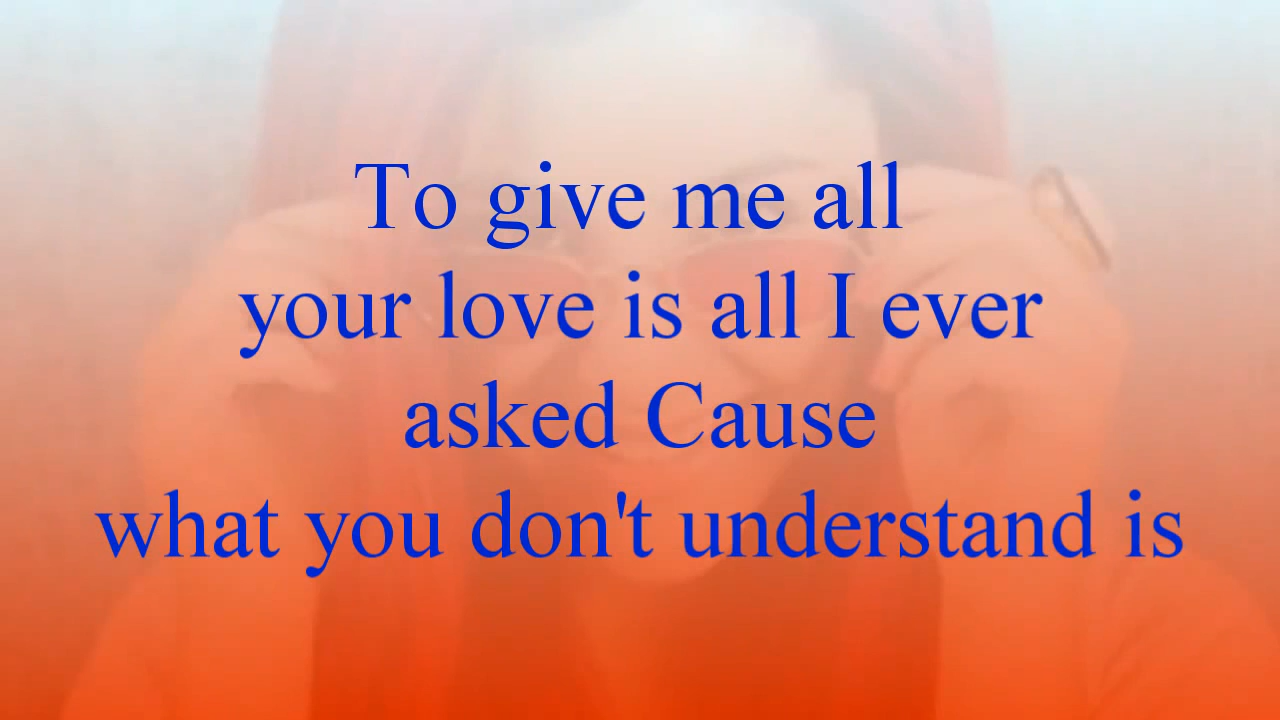 To give me all
your love is all I ever
asked Cause
what you don't understand is